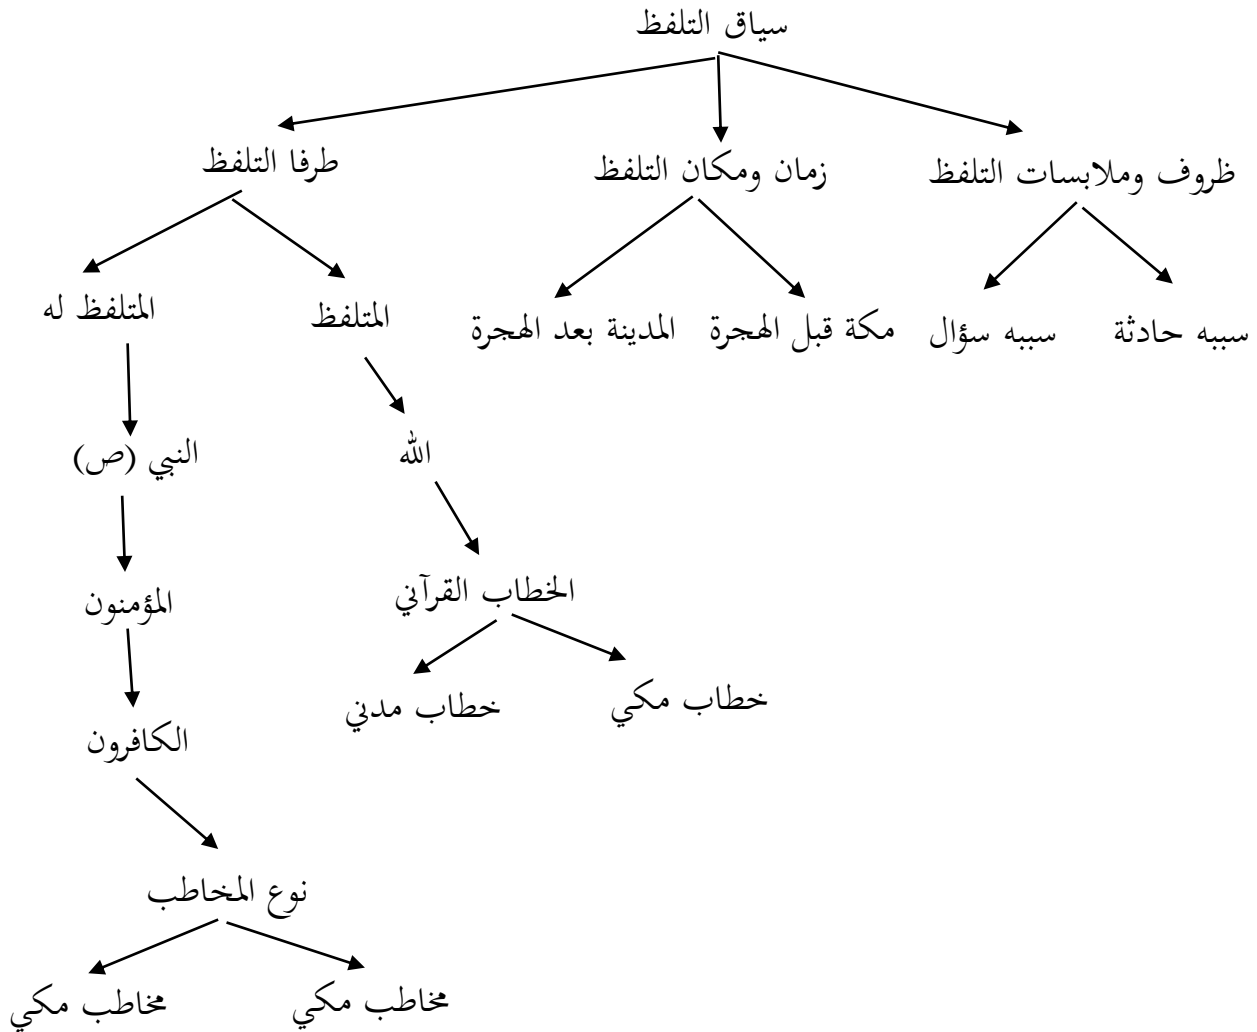 سياق التلفظ
ظروف وملابسات التلفظ
زمان ومكان التلفظ
طرفا التلفظ
سببه حادثة
سببه سؤال
مكة قبل الهجرة
المدينة بعد الهجرة
المتلفظ
المتلفظ له
الله
النبي (ص)
الخطاب القرآني
المؤمنون
خطاب مكي
خطاب مدني
الكافرون
نوع المخاطب
مخاطب مكي
مخاطب مكي